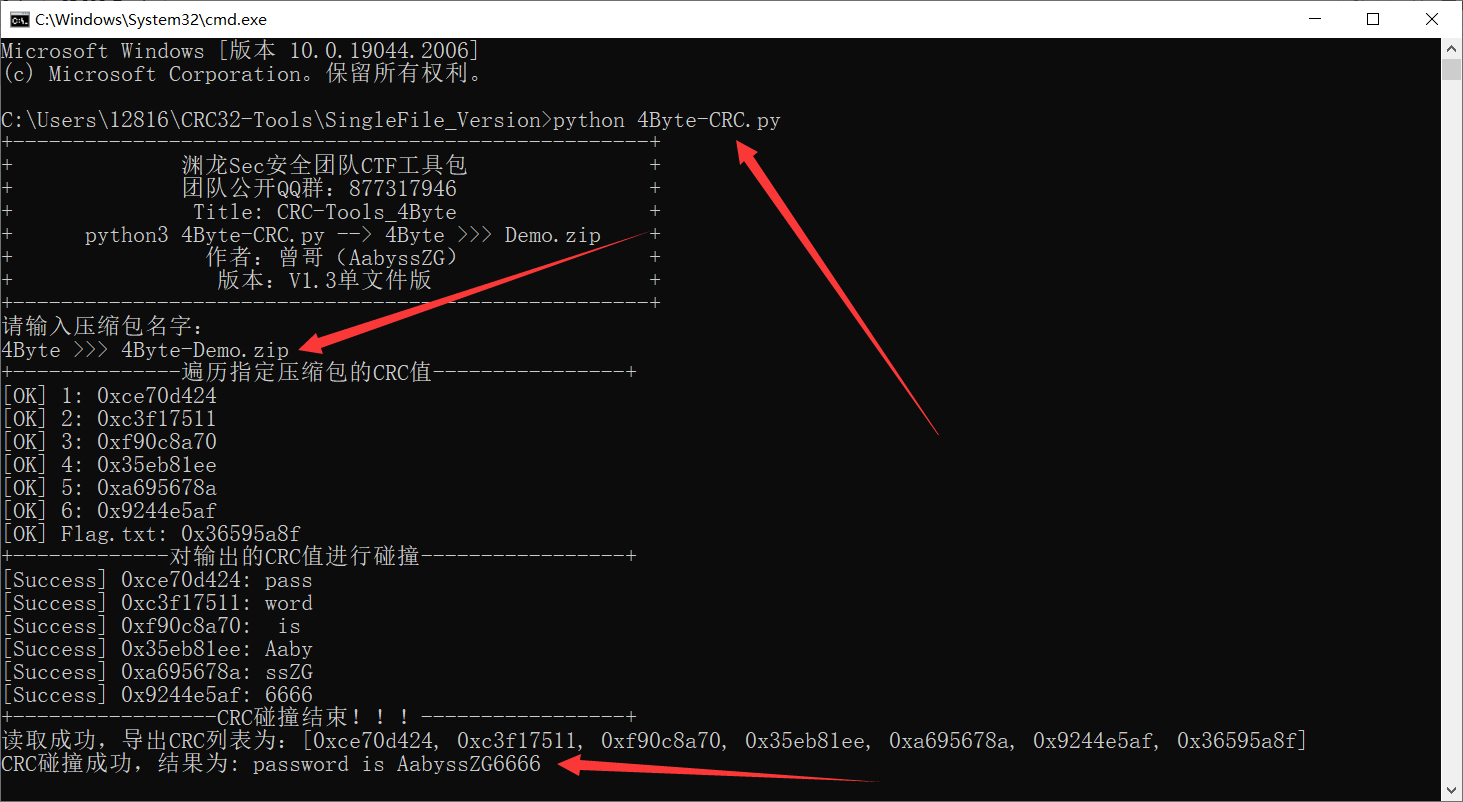 C:\Windows\System32\cmd.exe
Microsoft Windows [版本 10.0.19044.2006]
(c) Microsoft Corporation。保留所有权利。
C:\Users\12816\CRC32-Tools\SingleFile_Version>python 4Byte-CRC.py
+-----------------------------------------------------+
+ 渊龙Sec安全团队CTF工具包 +
+ 团队公开QQ群：877317946 +
+ Title: CRC-Tools_4Byte +
+ python3 4Byte-CRC.py --> 4Byte >>> Demo.zip +
+ 作者：曾哥（AabyssZG） +
+ 版本：V1.3单文件版 +
+-----------------------------------------------------+
请输入压缩包名字：
4Byte >>> 4Byte-Demo.zip
+--------------遍历指定压缩包的CRC值----------------+
[OK] 1: 0xce70d424
[OK] 2: 0xc3f17511
[OK] 3: 0xf90c8a70
[OK] 4: 0x35eb81ee
[OK] 5: 0xa695678a
[OK] 6: 0x9244e5af
[OK] Flag.txt: 0x36595a8f
+-------------对输出的CRC值进行碰撞-----------------+
[Success] 0xce70d424: pass
[Success] 0xc3f17511: word
[Success] 0xf90c8a70:  is
[Success] 0x35eb81ee: Aaby
[Success] 0xa695678a: ssZG
[Success] 0x9244e5af: 6666
+-----------------CRC碰撞结束！！！-----------------+
读取成功，导出CRC列表为：[0xce70d424, 0xc3f17511, 0xf90c8a70, 0x35eb81ee, 0xa695678a, 0x9244e5af, 0x36595a8f]
CRC碰撞成功，结果为: password is AabyssZG6666